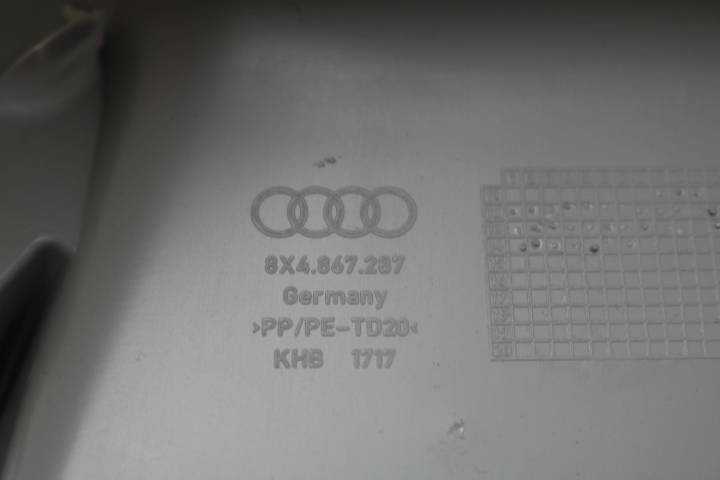 8X4.867.287
Germany
>PP/PE-TD20<
KHB 1717